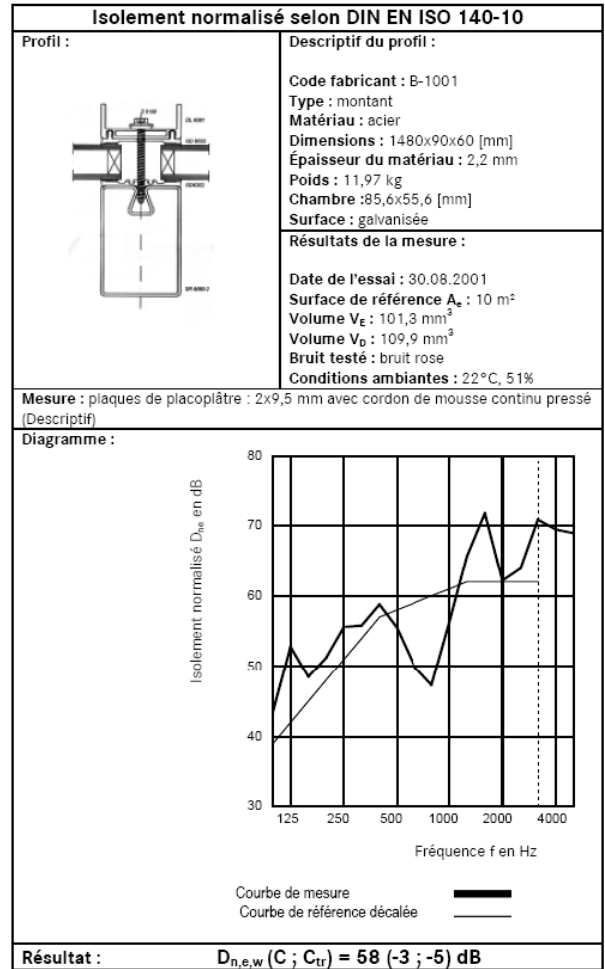 Isolement normalisé selon DIN EN ISO 140-10
Profil :
Descriptif du profil :
Code fabricant : B-1001
Type : montant
Matériau : acier
Dimensions : 1480x90x60 [mm]
Épaisseur du matériau : 2,2 mm
Poids : 11,97 kg
Chambre :85,6x55,6 [mm]
Surface : galvanisée
Résultats de la mesure :
Date de l'essai : 30.08.2001
Surface de référence Ae : 10 m²
Volume VE : 101,3 mm³
Volume VD : 109,9 mm³
Bruit testé : bruit rose
Conditions ambiantes : 22°C, 51%
Mesure : plaques de placoplâtre : 2x9,5 mm avec cordon de mousse continu pressé
(Descriptif)
Diagramme :
Isolement normalisé Dne en dB
80
70
60
50
40
30
125 250 500 1000 2000 4000
Fréquence f en Hz
Courbe de mesure
Courbe de référence décalée
Résultat : Dn,e,w (C ; Ctr) = 58 (-3 ; -5) dB